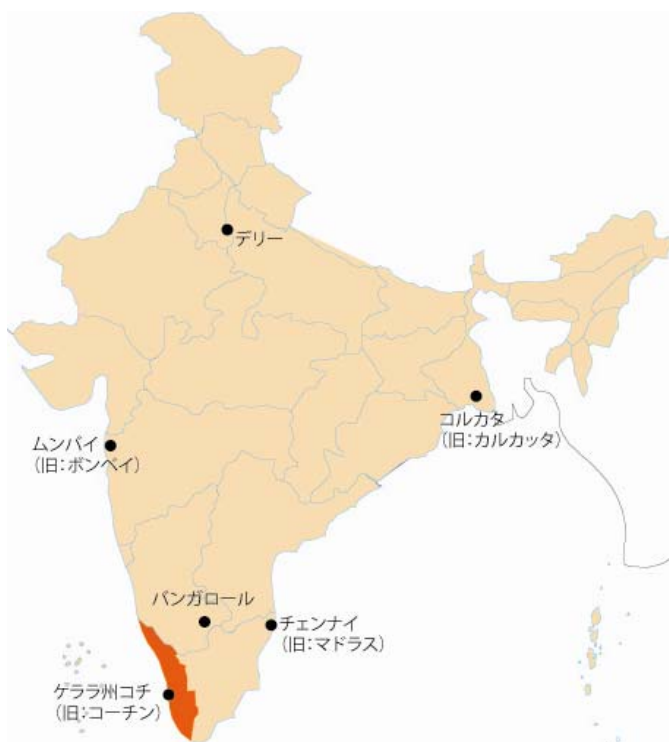 デリー
コルカタ
(旧:カルカッタ)
ムンバイ
(旧:ボンベイ)
バンガロール
チェンナイ
(旧:マドラス)
ケララ州コチ
(旧:コーチン)